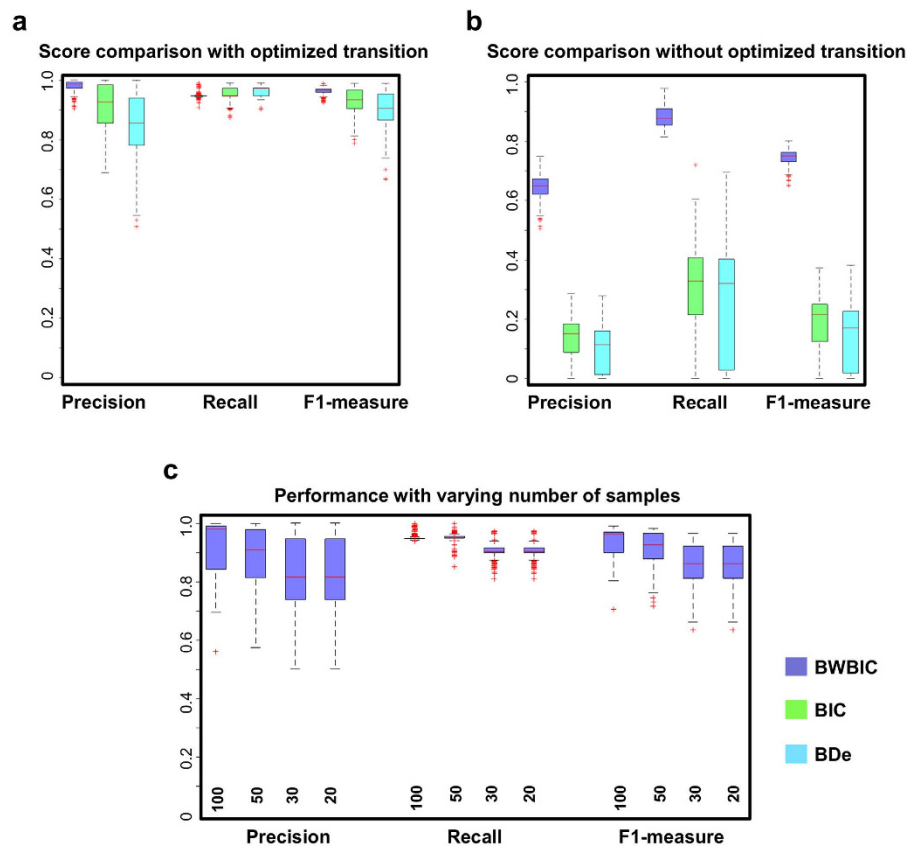 a
Score comparison with optimized transition
1.0
0.8
0.6
0.4
0.2
0
Precision Recall F1-measure
b
Score comparison without optimized transition
1.0
0.8
0.6
0.4
0.2
0
Precision Recall F1-measure
c
Performance with varying number of samples
1.0
0.8
0.6
0.4
0.2
0
100 50 30 20 100 50 30 20 100 50 30 20
Precision Recall F1-measure
BWBIC
BIC
BDe